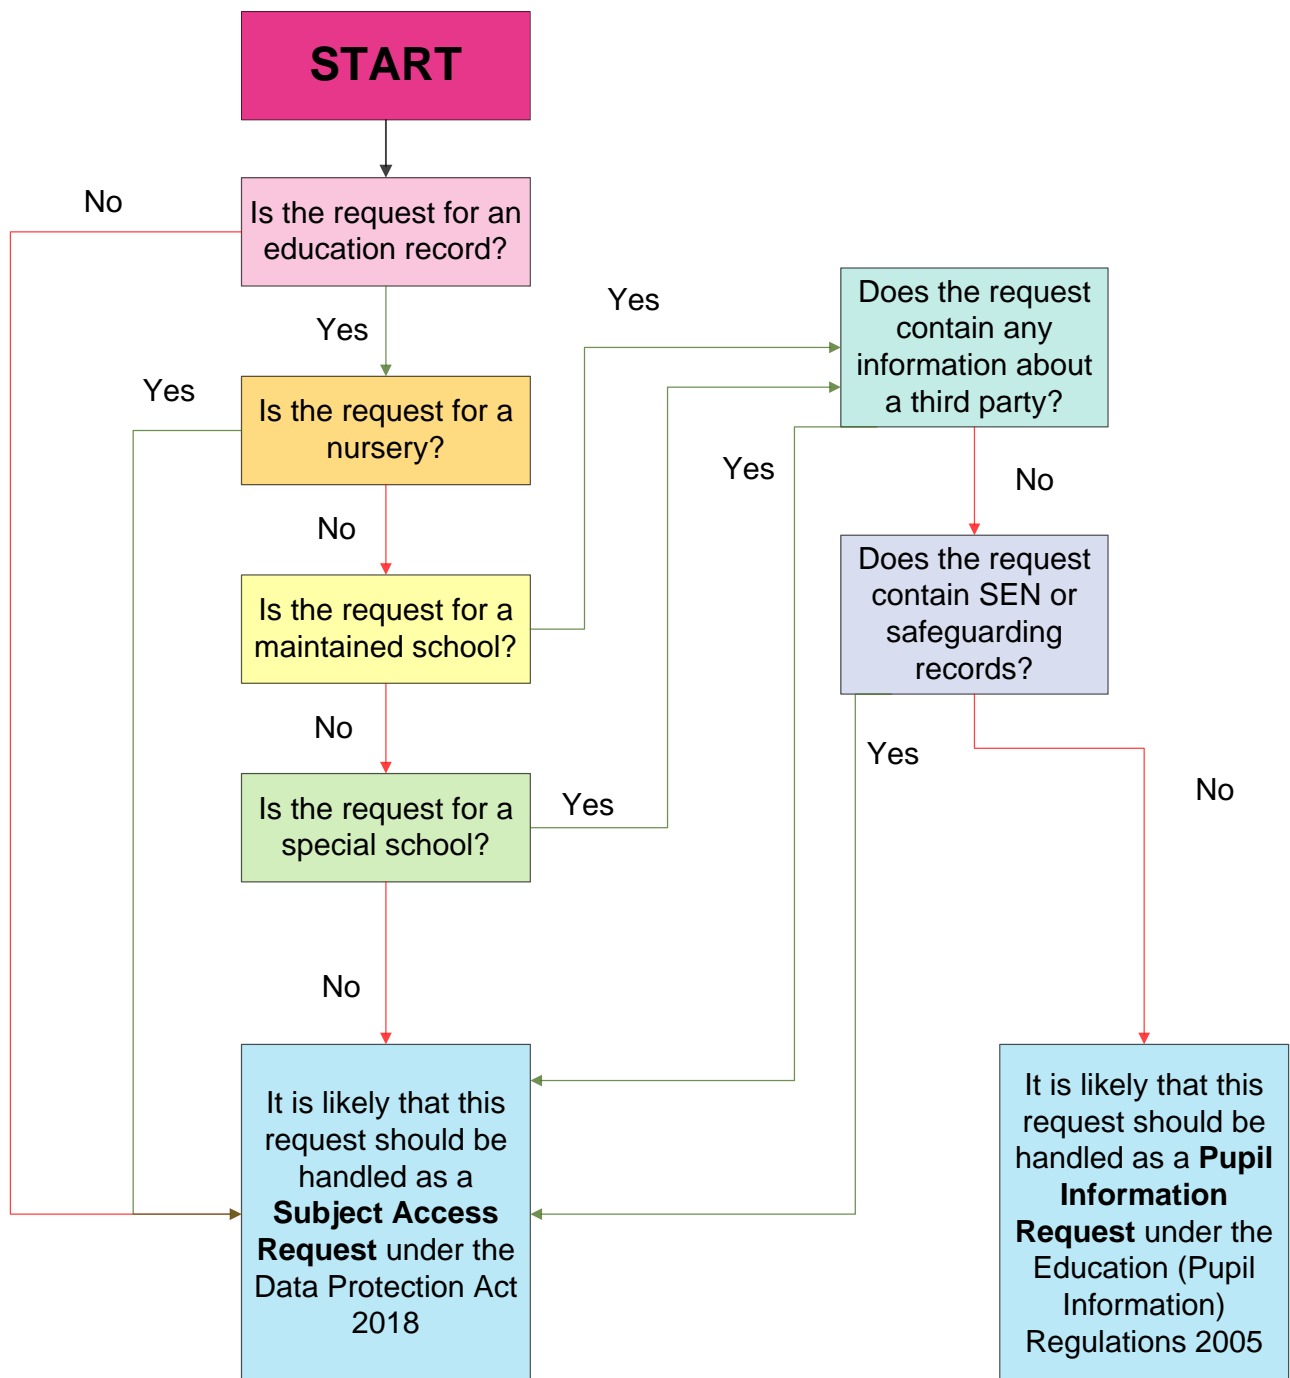 START
No
Is the request for an
education record?
Yes
Yes
Is the request for a
nursery?
No
Is the request for a
maintained school?
No
Is the request for a
special school?
Yes
No
Yes
Does the request
contain any
information about
a third party?
Yes
No
Does the request
contain SEN or
safeguarding
records?
Yes
No
It is likely that this
request should be
handled as a
Subject Access
Request under the
Data Protection Act
2018
It is likely that this
request should be
handled as a Pupil
Information
Request under the
Education (Pupil
Information)
Regulations 2005